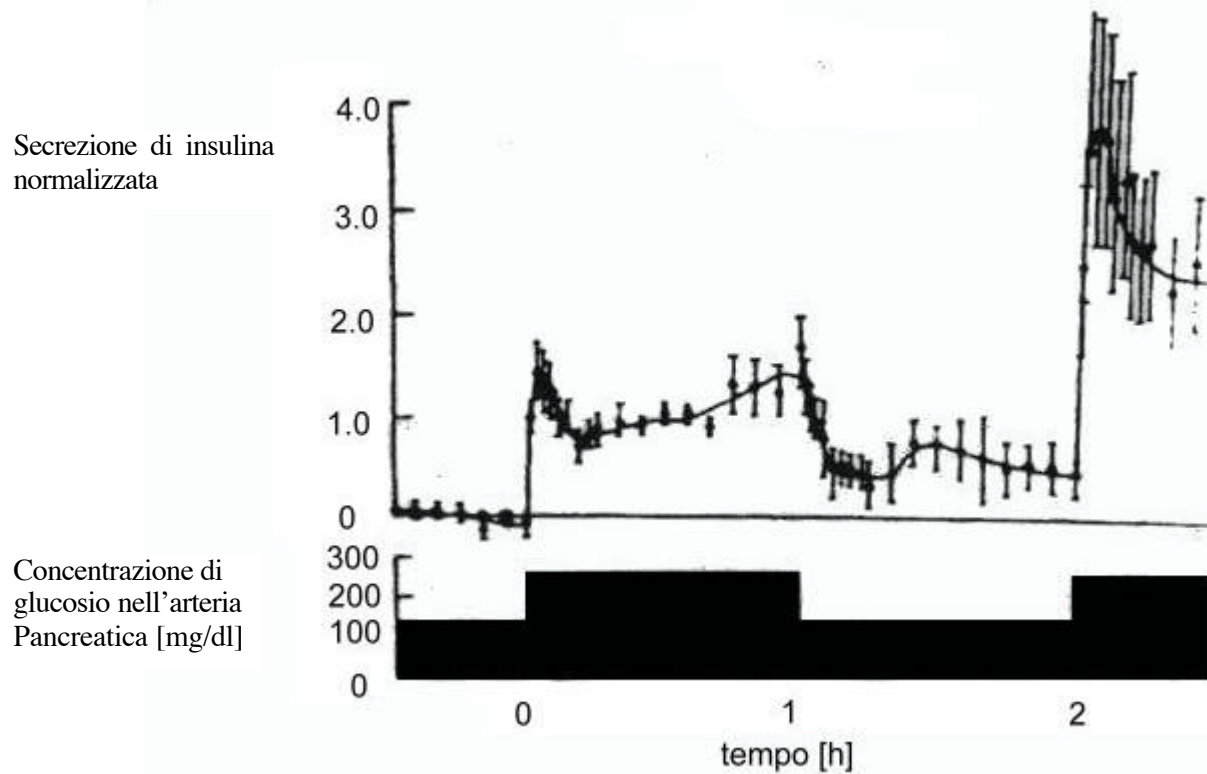 4.0
Secrezione di insulina
normalizzata
3.0
2.0
1.0
0
Concentrazione di
glucosio nell'arteria
Pancreatica [mg/dl]
300
200
100
0
0 1 2
tempo [h]